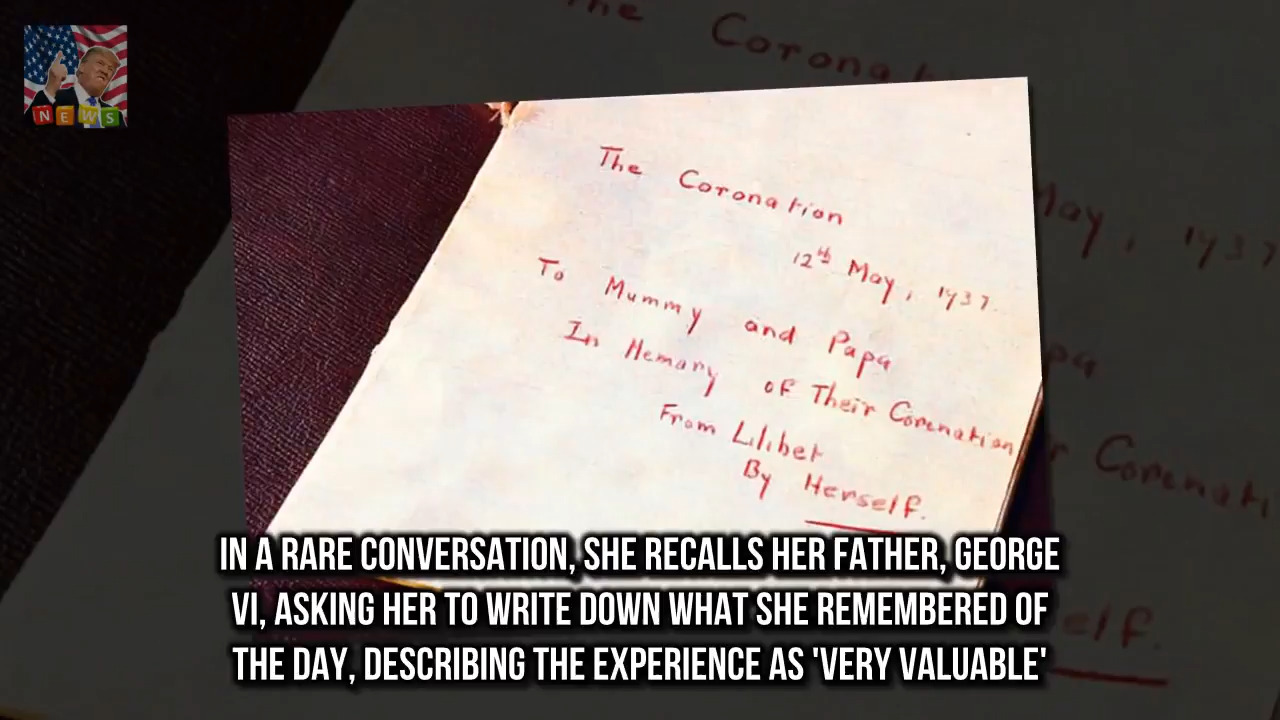 NEWS
The Coronation
12th May, 1937.
To Mummy and Papa
In Memary of Their Coronation
From Lilibet
By Herself.
IN A RARE CONVERSATION, SHE RECALLS HER FATHER, GEORGE
VI, ASKING HER TO WRITE DOWN WHAT SHE REMEMBERED OF
THE DAY, DESCRIBING THE EXPERIENCE AS 'VERY VALUABLE'